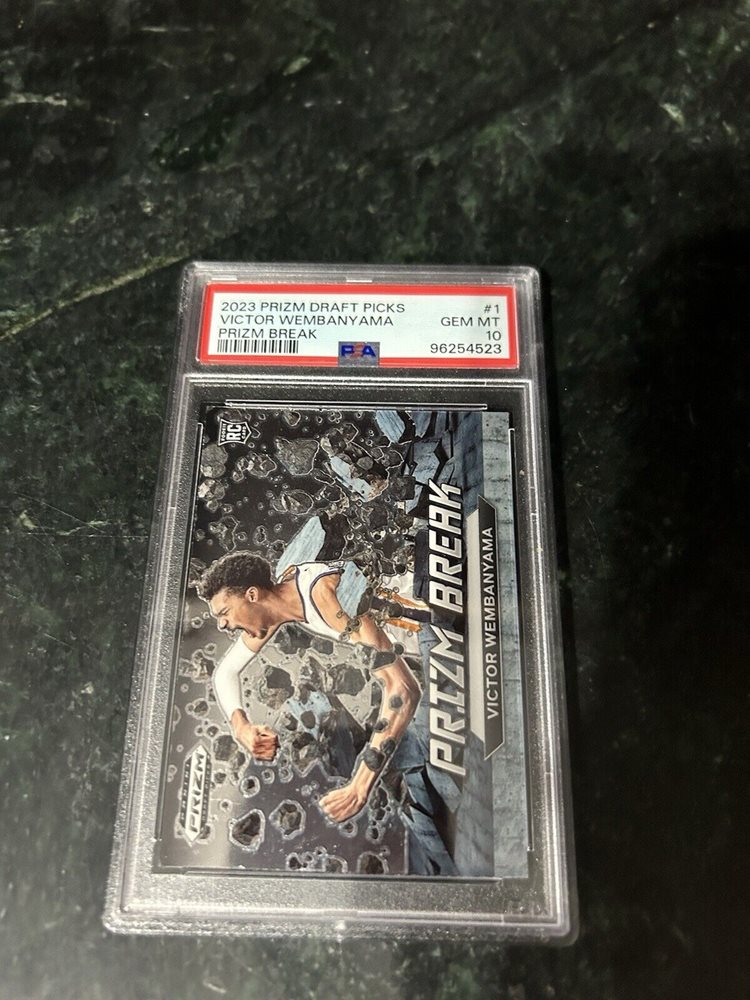 2023 PRIZM DRAFT PICKS #1
VICTOR WEMBANYAMA GEM MT
PRIZM BREAK 10
PSA 96254523
RC
PRIZM BREAK
VICTOR WEMBANYAMA
PANINI
PRIZM